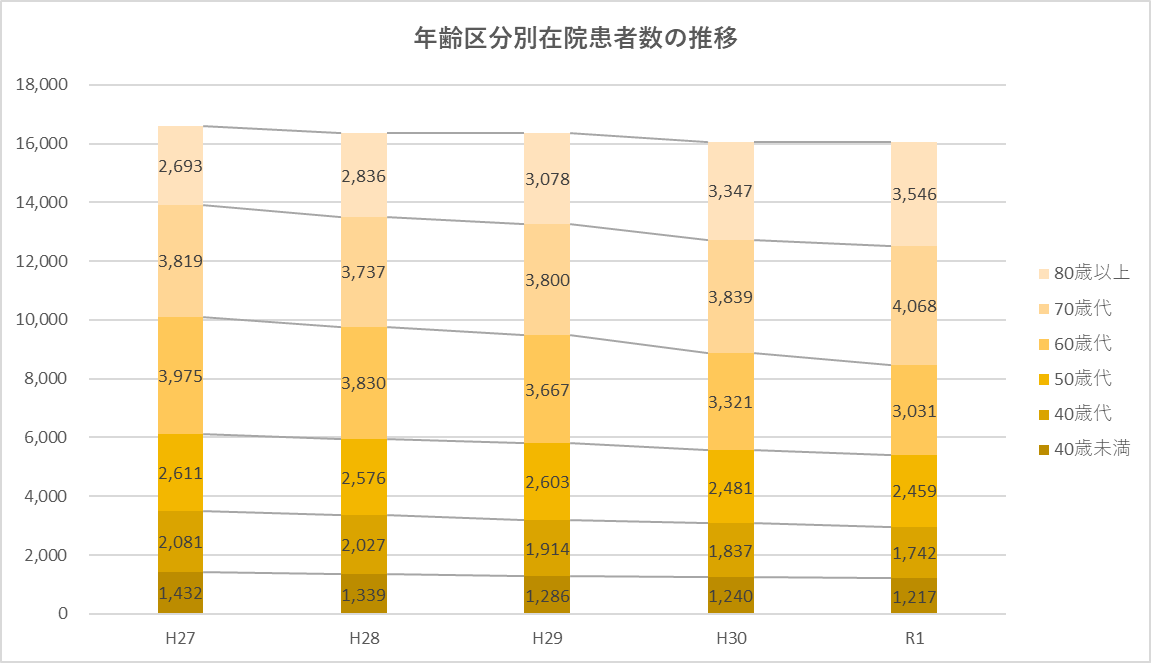 年齢区分別在院患者数の推移
18,000
16,000
14,000
12,000
10,000
8,000
6,000
4,000
2,000
0
2,693 2,836 3,078 3,347 3,546
3,819 3,737 3,800 3,839 4,068
3,975 3,830 3,667 3,321 3,031
2,611 2,576 2,603 2,481 2,459
2,081 2,027 1,914 1,837 1,742
1,432 1,339 1,286 1,240 1,217
H27 H28 H29 H30 R1
80歳以上
70歳代
60歳代
50歳代
40歳代
40歳未満